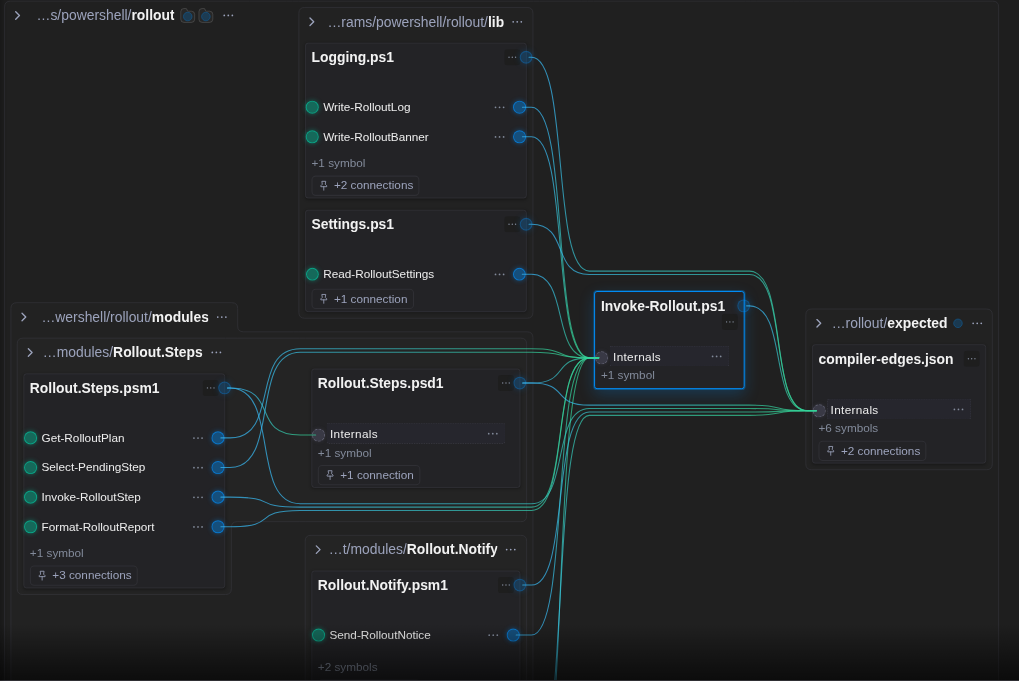 …s/powershell/rollout
…rams/powershell/rollout/lib
Logging.ps1
Write-RolloutLog
Write-RolloutBanner
+1 symbol
+2 connections
Settings.ps1
Read-RolloutSettings
+1 connection
…wershell/rollout/modules
…modules/Rollout.Steps
Rollout.Steps.psm1
Get-RolloutPlan
Select-PendingStep
Invoke-RolloutStep
Format-RolloutReport
+1 symbol
+3 connections
Rollout.Steps.psd1
Internals
+1 symbol
+1 connection
…t/modules/Rollout.Notify
Rollout.Notify.psm1
Send-RolloutNotice
+2 symbols
Invoke-Rollout.ps1
Internals
+1 symbol
…rollout/expected
compiler-edges.json
Internals
+6 symbols
+2 connections